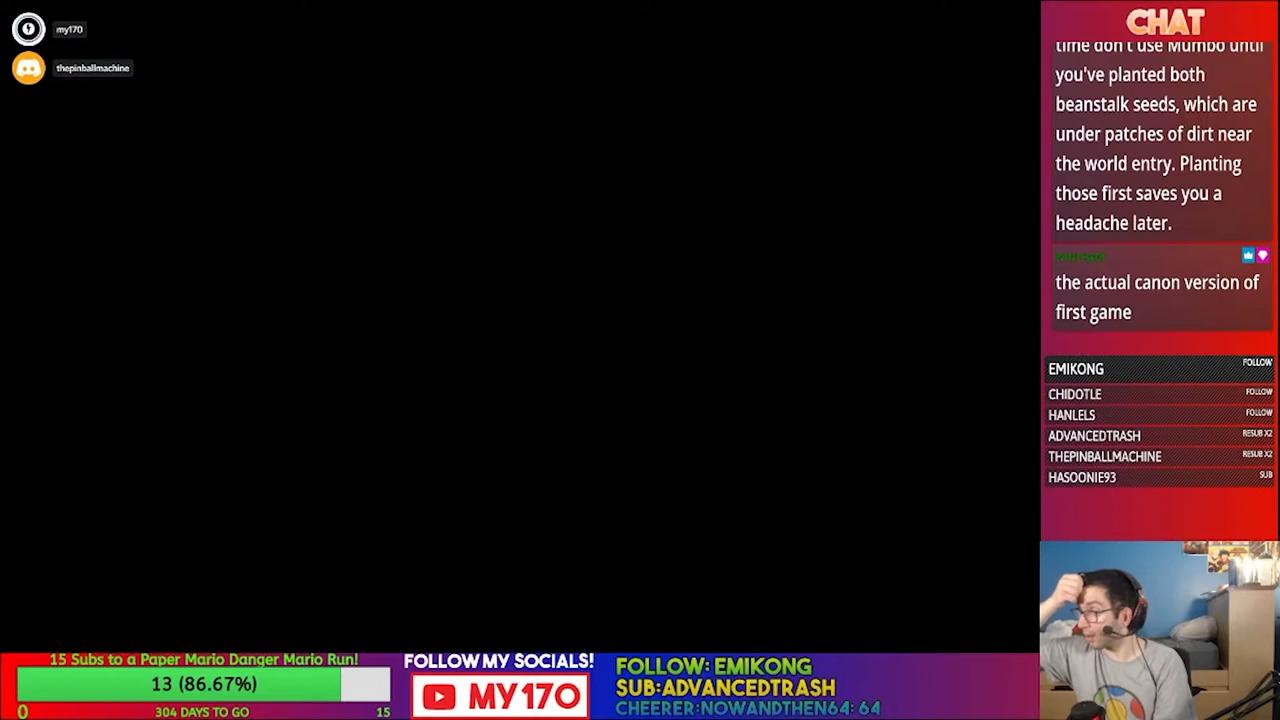 my170
thepinballmachine
CHAT
time don't use Mumbo until
you've planted both
beanstalk seeds, which are
under patches of dirt near
the world entry. Planting
those first saves you a
headache later.
the actual canon version of
first game
EMIKONG FOLLOW
CHIDOTLE FOLLOW
HANLELS FOLLOW
ADVANCEDTRASH RESUB X2
THEPINBALLMACHINE RESUB X2
HASOONIE93 SUB
15 Subs to a Paper Mario Danger Mario Run!
13 (86.67%)
0 304 DAYS TO GO 15
FOLLOW MY SOCIALS!
MY170
FOLLOW: EMIKONG
SUB:ADVANCEDTRASH
CHEERER:NOWANDTHEN64: 64